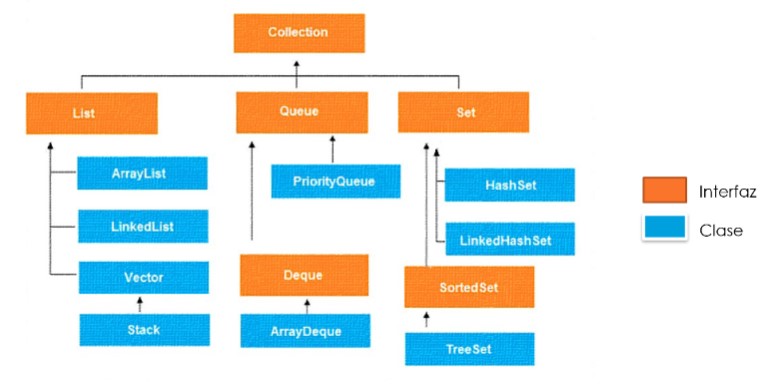 Collection
List
Queue
Set
ArrayList
PriorityQueue
HashSet
Interfaz
LinkedList
Clase
LinkedHashSet
Vector
Deque
SortedSet
Stack
ArrayDeque
TreeSet